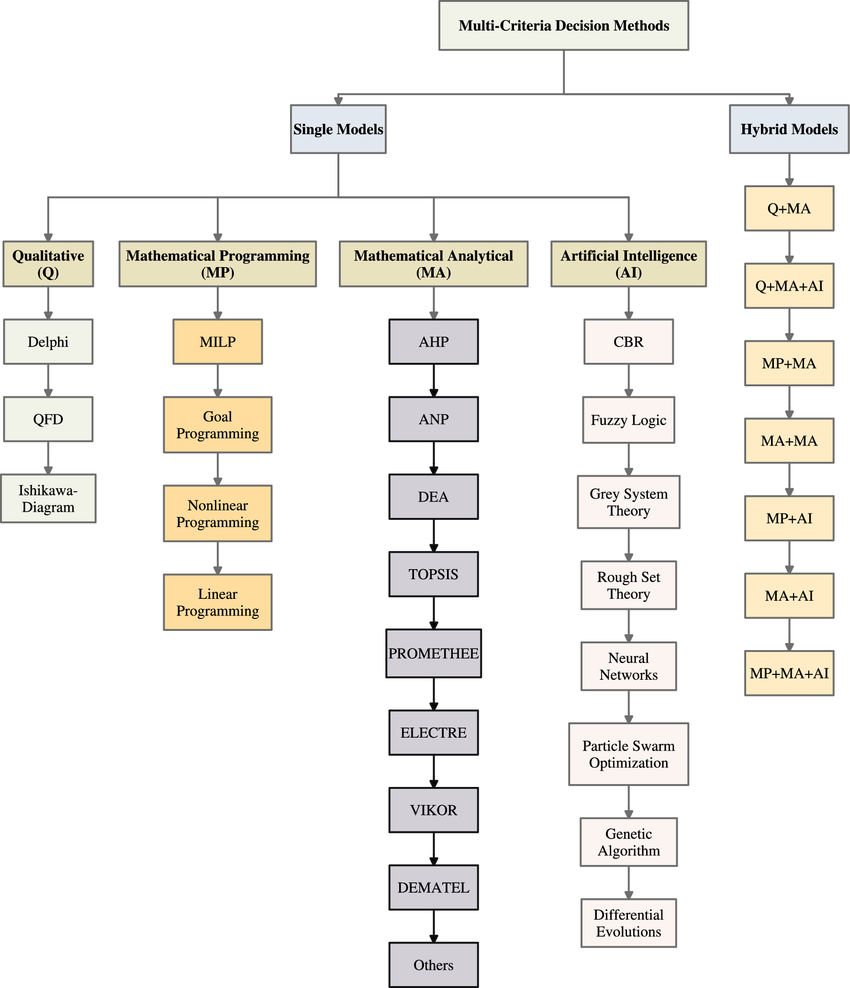 Multi-Criteria Decision Methods
Single Models
Hybrid Models
Qualitative
(Q)
Mathematical Programming
(MP)
Mathematical Analytical
(MA)
Artificial Intelligence
(AI)
Delphi
QFD
Ishikawa-
Diagram
MILP
Goal
Programming
Nonlinear
Programming
Linear
Programming
AHP
ANP
DEA
TOPSIS
PROMETHEE
ELECTRE
VIKOR
DEMATEL
Others
CBR
Fuzzy Logic
Grey System
Theory
Rough Set
Theory
Neural
Networks
Particle Swarm
Optimization
Genetic
Algorithm
Differential
Evolutions
Q+MA
Q+MA+AI
MP+MA
MA+MA
MP+AI
MA+AI
MP+MA+AI